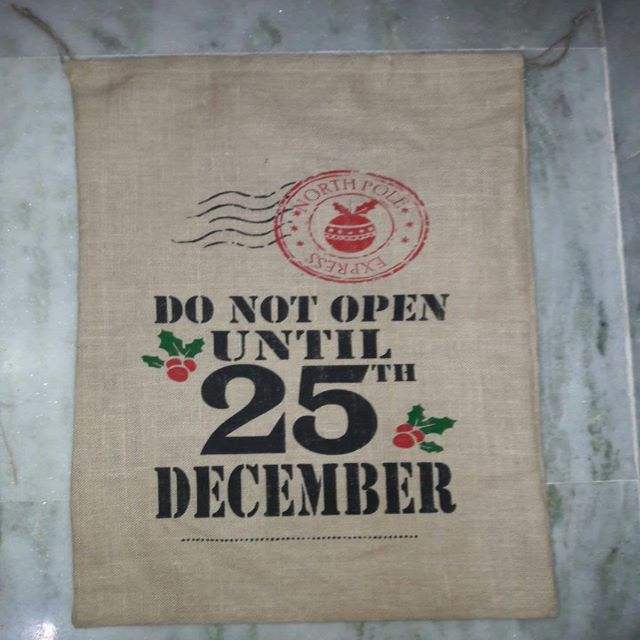 NORTH POLE
EXPRESS
DO NOT OPEN
UNTIL
25TH
DECEMBER